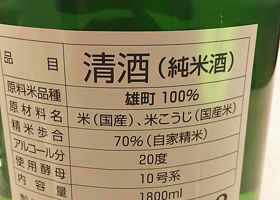 品目 清酒（純米酒）
原料米品種 雄町 100%
原材料名 米（国産）、米こうじ（国産米）
精米歩合 70%（自家精米）
アルコール分 20度
使用酵母 10号系
内容量 1800ml